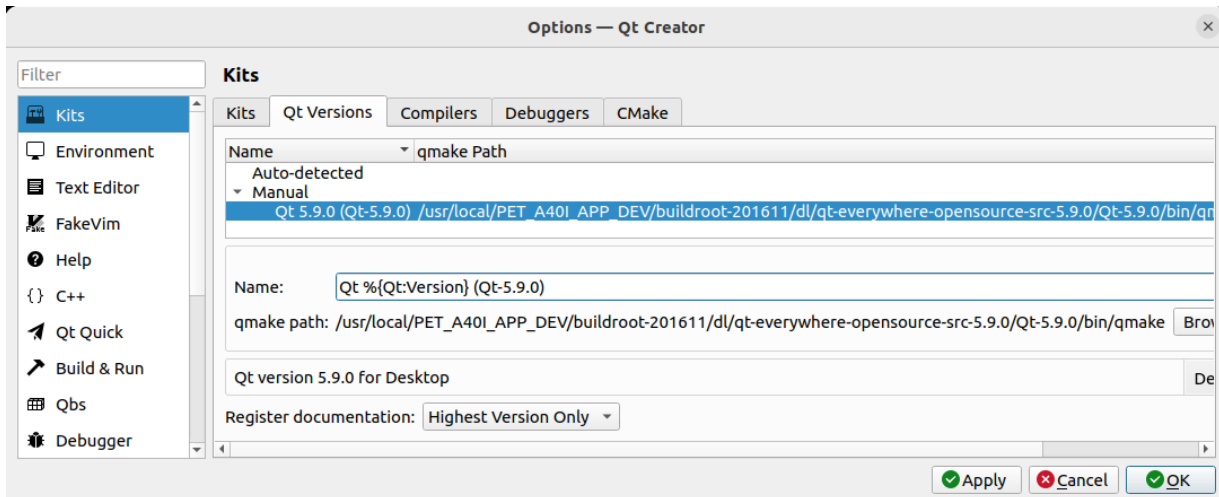 Options — Qt Creator
Filter
Kits
Kits
Environment
Text Editor
FakeVim
Help
{} C++
Qt Quick
Build & Run
Qbs
Debugger
Kits Qt Versions Compilers Debuggers CMake
Name qmake Path
Auto-detected
Manual
Qt 5.9.0 (Qt-5.9.0) /usr/local/PET_A40I_APP_DEV/buildroot-201611/dl/qt-everywhere-opensource-src-5.9.0/Qt-5.9.0/bin/qm
Name: Qt %{Qt:Version} (Qt-5.9.0)
qmake path: /usr/local/PET_A40I_APP_DEV/buildroot-201611/dl/qt-everywhere-opensource-src-5.9.0/Qt-5.9.0/bin/qmake Brow
Qt version 5.9.0 for Desktop De
Register documentation: Highest Version Only
Apply Cancel OK